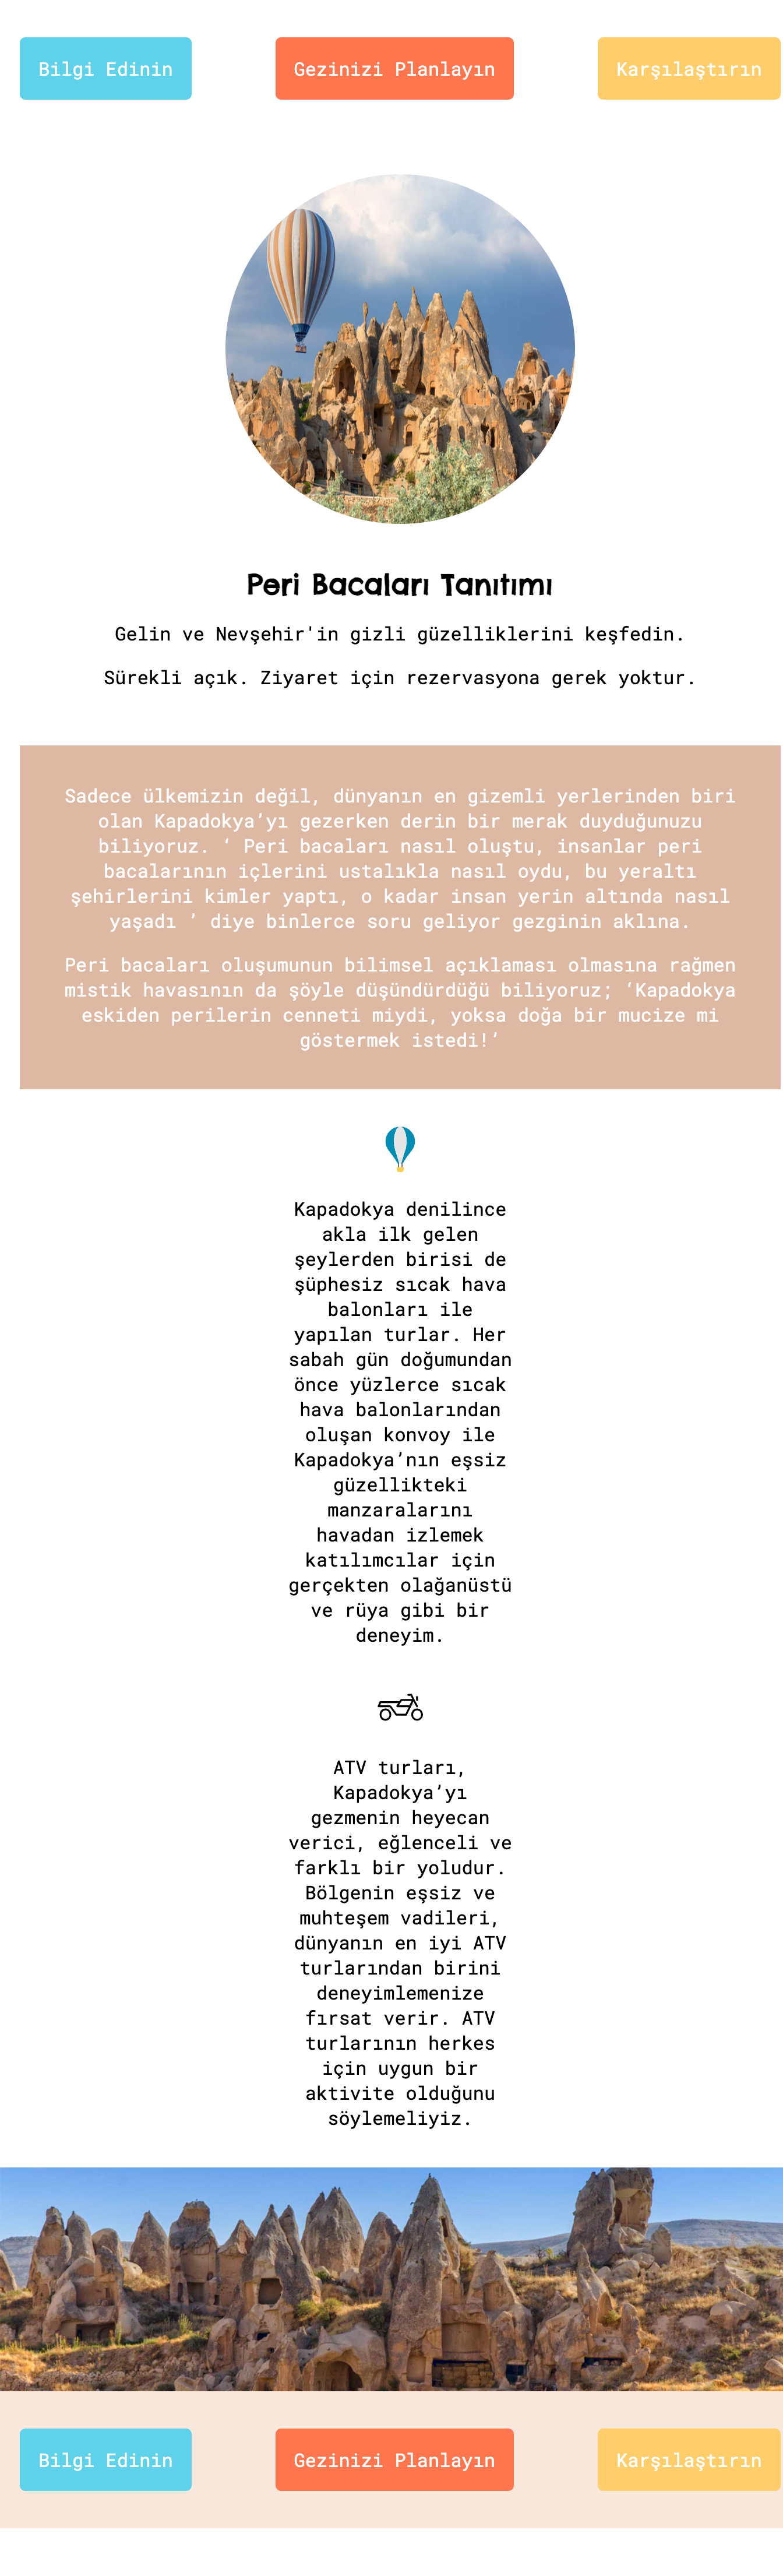 Bilgi Edinin
Gezinizi Planlayın
Karşılaştırın
Peri Bacaları Tanıtımı
Gelin ve Nevşehir'in gizli güzelliklerini keşfedin.
Sürekli açık. Ziyaret için rezervasyona gerek yoktur.
Sadece ülkemizin değil, dünyanın en gizemli yerlerinden biri
olan Kapadokya’yı gezerken derin bir merak duyduğunuzu
biliyoruz. ‘ Peri bacaları nasıl oluştu, insanlar peri
bacalarının içlerini ustalıkla nasıl oydu, bu yeraltı
şehirlerini kimler yaptı, o kadar insan yerin altında nasıl
yaşadı ’ diye binlerce soru geliyor gezginin aklına.
Peri bacaları oluşumunun bilimsel açıklaması olmasına rağmen
mistik havasının da şöyle düşündürdüğü biliyoruz; ‘Kapadokya
eskiden perilerin cenneti miydi, yoksa doğa bir mucize mi
göstermek istedi!’
Kapadokya denilince
akla ilk gelen
şeylerden birisi de
şüphesiz sıcak hava
balonları ile
yapılan turlar. Her
sabah gün doğumundan
önce yüzlerce sıcak
hava balonlarından
oluşan konvoy ile
Kapadokya’nın eşsiz
güzellikteki
manzaralarını
havadan izlemek
katılımcılar için
gerçekten olağanüstü
ve rüya gibi bir
deneyim.
ATV turları,
Kapadokya’yı
gezmenin heyecan
verici, eğlenceli ve
farklı bir yoludur.
Bölgenin eşsiz ve
muhteşem vadileri,
dünyanın en iyi ATV
turlarından birini
deneyimlemenize
fırsat verir. ATV
turlarının herkes
için uygun bir
aktivite olduğunu
söylemeliyiz.
Bilgi Edinin
Gezinizi Planlayın
Karşılaştırın